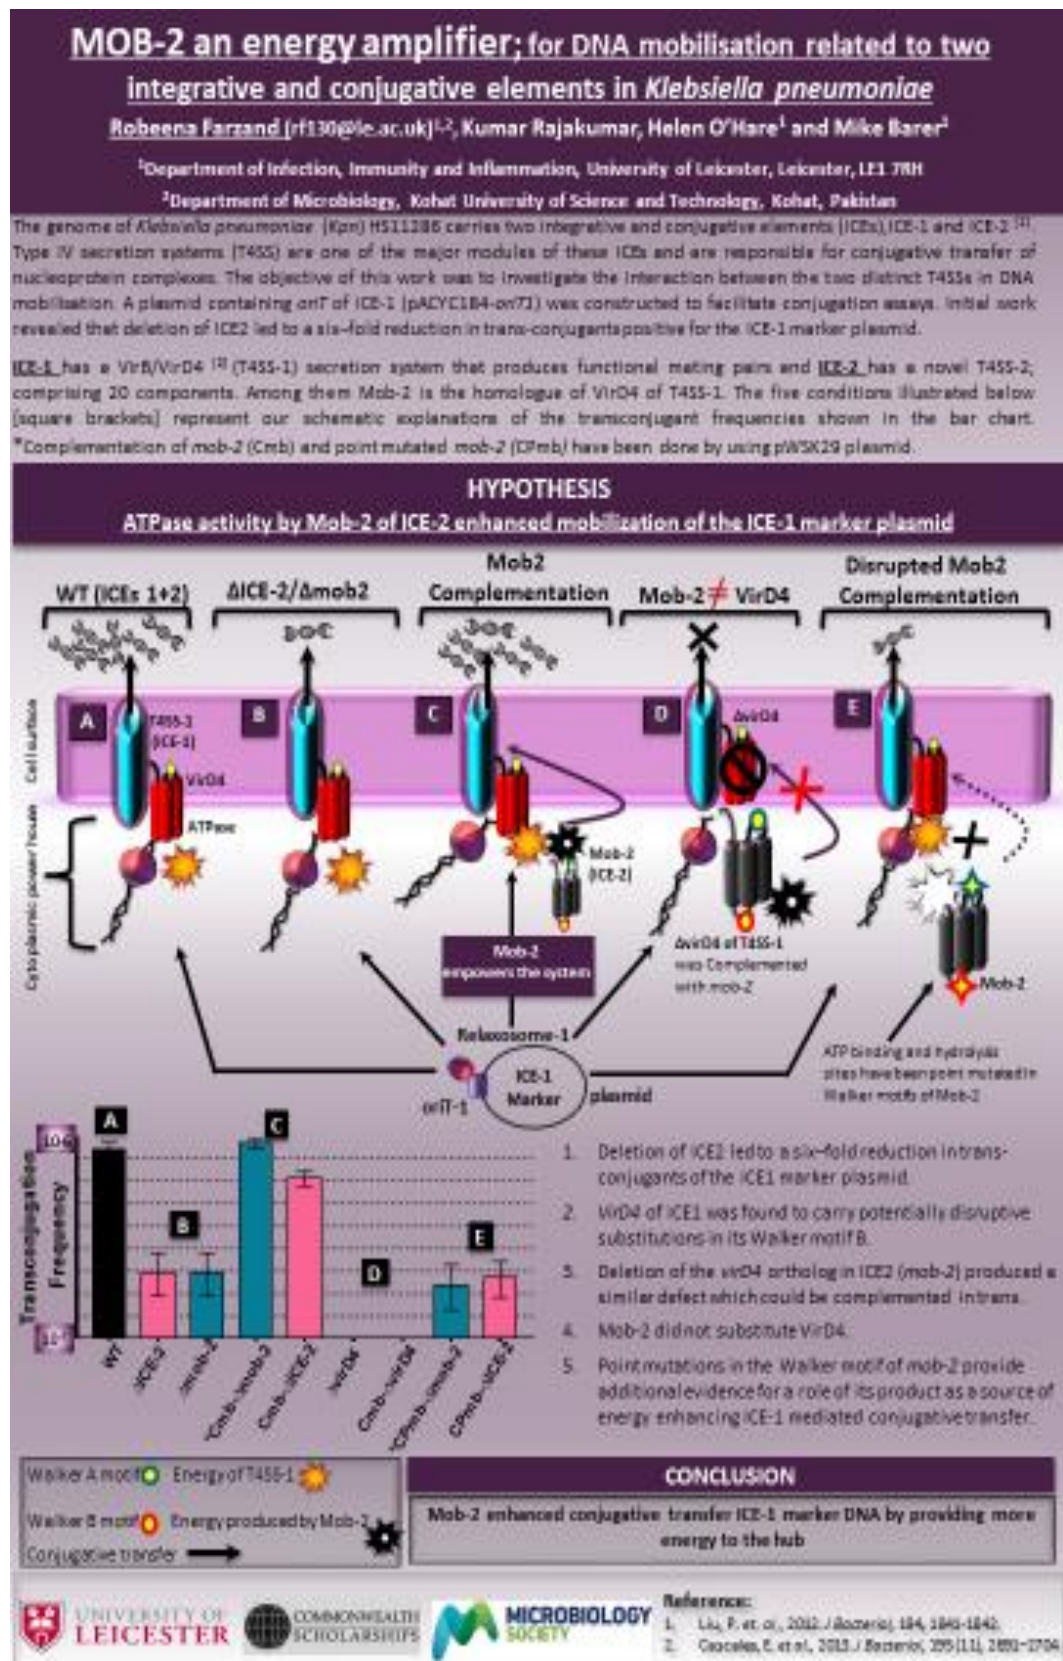 MOB-2 an energy amplifier; for DNA mobilisation related to two
integrative and conjugative elements in Klebsiella pneumoniae
Robeena Farzand (rf130@le.ac.uk)1,2, Kumar Rajakumar, Helen O'Hare1 and Mike Barer1
1Department of Infection, Immunity and Inflammation, University of Leicester, Leicester, LE1 7RH
2Department of Microbiology, Kohat University of Science and Technology, Kohat, Pakistan
The genome of Klebsiella pneumoniae (Kpn) HS11286 carries two integrative and conjugative elements (ICEs), ICE-1 and ICE-2 [1].
Type IV secretion systems (T4SS) are one of the major modules of these ICEs and are responsible for conjugative transfer of
nucleoprotein complexes. The objective of this work was to investigate the interaction between the two distinct T4SSs in DNA
mobilisation. A plasmid containing oriT of ICE-1 (pACYC184-oriT1) was constructed to facilitate conjugation assays. Initial work
revealed that deletion of ICE2 led to a six-fold reduction in trans-conjugants positive for the ICE-1 marker plasmid.
ICE-1 has a VirB/VirD4 [2] (T4SS-1) secretion system that produces functional mating pairs and ICE-2 has a novel T4SS-2;
comprising 20 components. Among them Mob-2 is the homologue of VirD4 of T4SS-1. The five conditions illustrated below
[square brackets] represent our schematic explanations of the transconjugant frequencies shown in the bar chart.
*Complementation of mob-2 (Cmb) and point mutated mob-2 (CPmb) have been done by using pWSK29 plasmid.
HYPOTHESIS
ATPase activity by Mob-2 of ICE-2 enhanced mobilization of the ICE-1 marker plasmid
WT (ICEs 1+2)
ΔICE-2/Δmob2
Mob2
Complementation
Mob-2 ≠ VirD4
Disrupted Mob2
Complementation
Cell surface
A
T4SS-1
(ICE-1)
VirD4
ATPase
B
C
D
ΔvirD4
E
Cytoplasmic power house
Mob-2
(ICE-2)
Mob-2
empowers the system
ΔvirD4 of T4SS-1
was Complemented
with mob-2
Mob-2
ATP binding and hydrolysis
sites have been point mutated in
Walker motifs of Mob-2
Relaxosome-1
oriT-1
ICE-1
Marker
plasmid
Transconjugation
Frequency
A
B
C
D
E
WT
ΔICE-2
Δmob-2
*Cmb-Δmob-2
Cmb-ΔICE-2
ΔvirD4
Cmb-ΔvirD4
*CPmb-Δmob-2
CPmb-ΔICE-2
1. Deletion of ICE2 led to a six-fold reduction in trans-
conjugants of the ICE1 marker plasmid.
2. VirD4 of ICE1 was found to carry potentially disruptive
substitutions in its Walker motif B.
3. Deletion of the virD4 ortholog in ICE2 (mob-2) produced a
similar defect which could be complemented in trans.
4. Mob-2 did not substitute VirD4.
5. Point mutations in the Walker motif of mob-2 provide
additional evidence for a role of its product as a source of
energy enhancing ICE-1 mediated conjugative transfer.
Walker A motif
Energy of T4SS-1
Walker B motif
Energy produced by Mob-2
Conjugative transfer
CONCLUSION
Mob-2 enhanced conjugative transfer ICE-1 marker DNA by providing more
energy to the hub
UNIVERSITY OF
LEICESTER
COMMONWEALTH
SCHOLARSHIPS
MICROBIOLOGY
SOCIETY
Reference:
1. Liu, P. et. al., 2012. J Bacteriol, 194, 1841-1842.
2. et al., 2013. J Bacteriol, 195 (11),